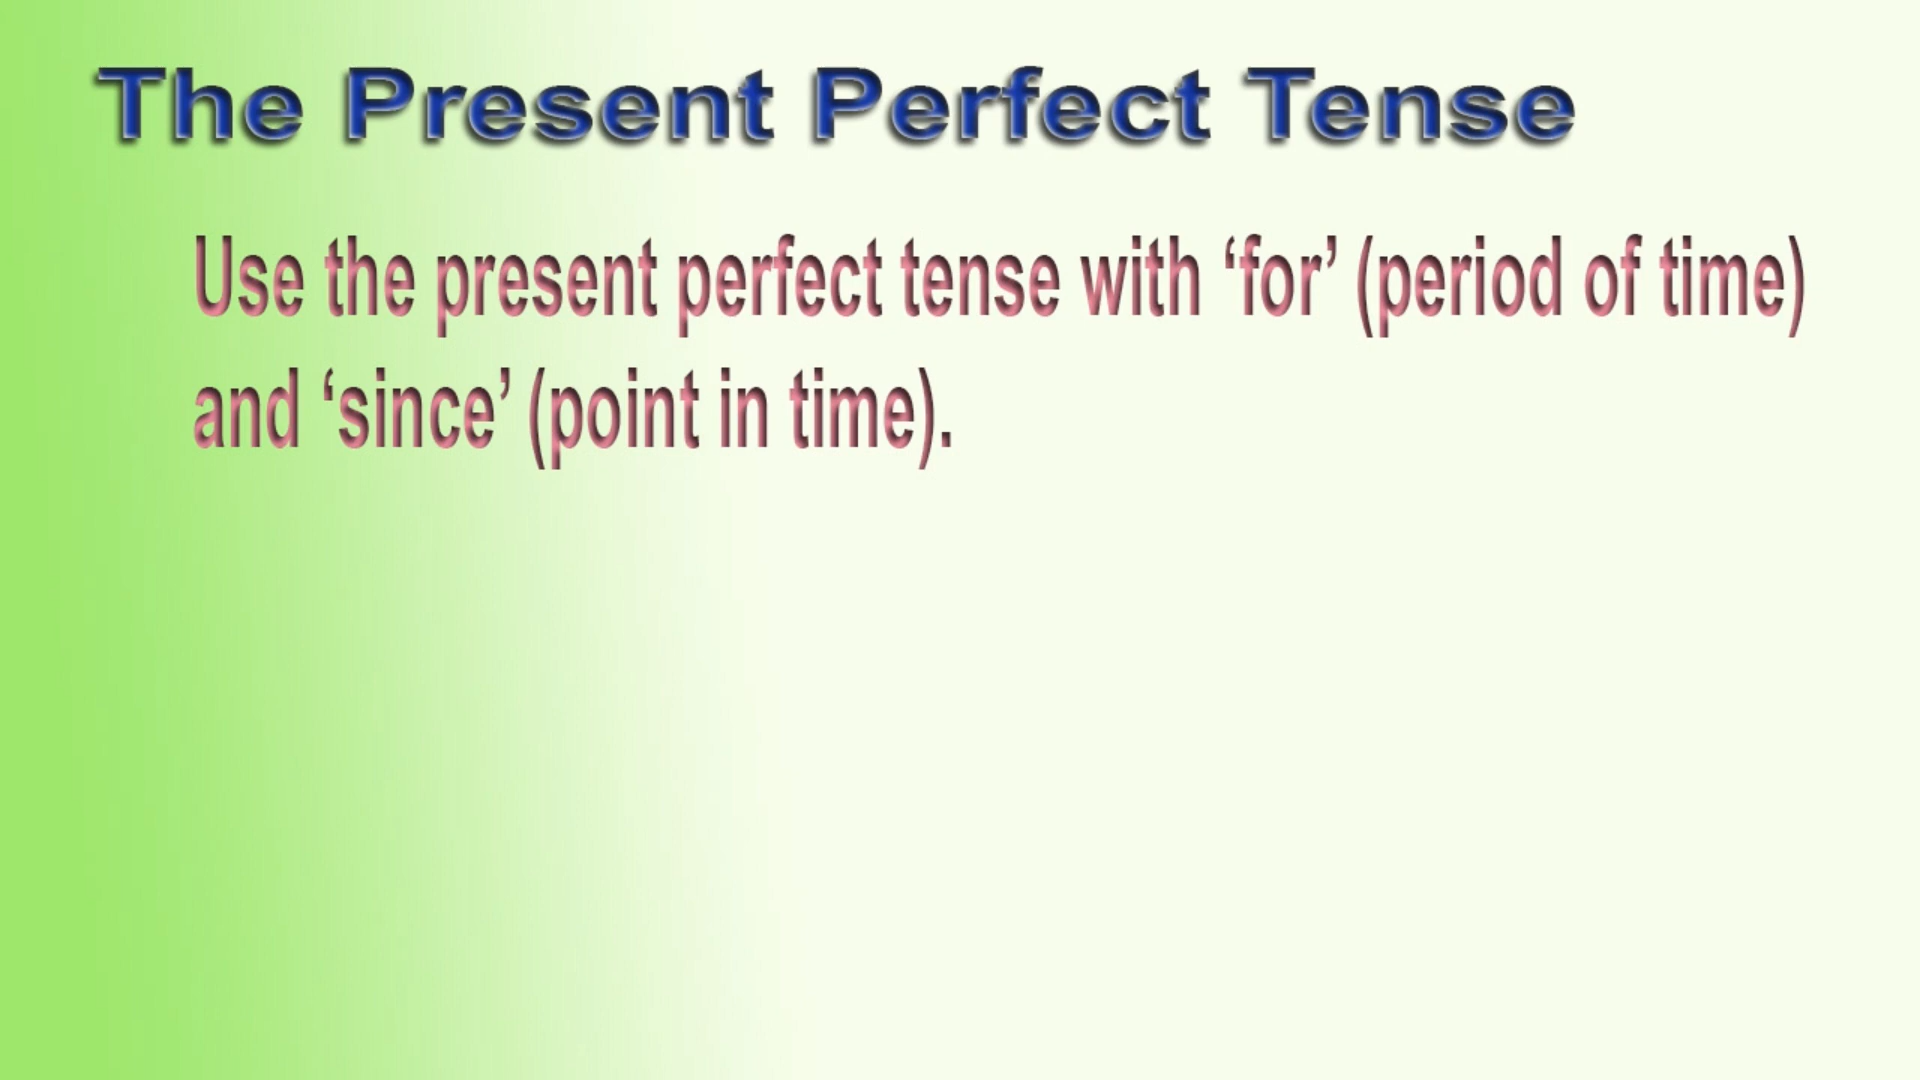 The Present Perfect Tense
Use the present perfect tense with ‘for’ (period of time)
and ‘since’ (point in time).